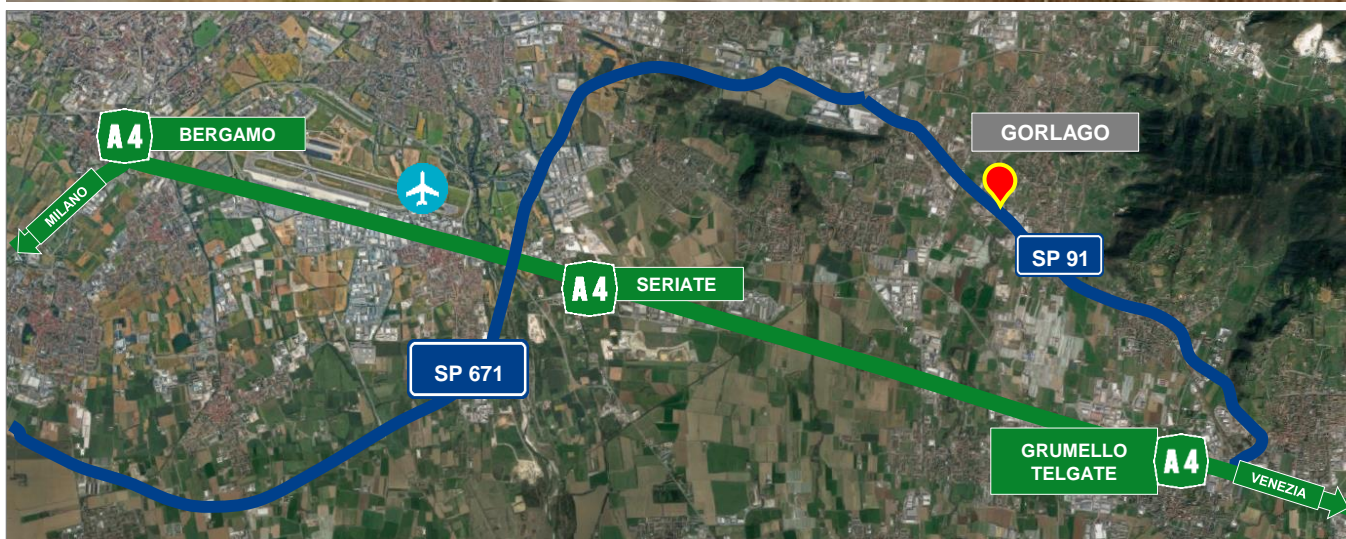 A4
BERGAMO
MILANO
GORLAGO
SP 91
A4
SERIATE
SP 671
GRUMELLO
TELGATE
A4
VENEZIA